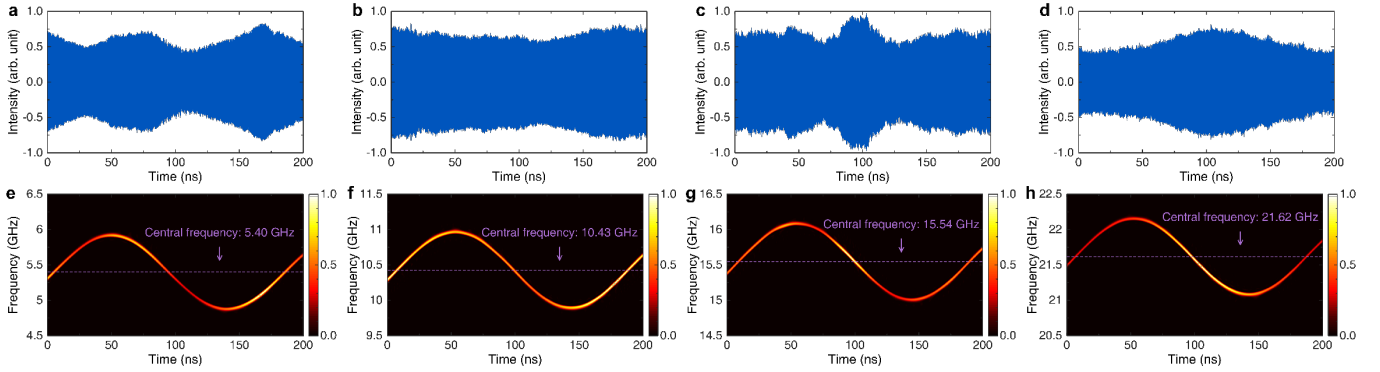 a
Intensity (arb. unit)
1.0
0.5
0.0
-0.5
-1.0
0 50 100 150 200
Time (ns)
b
Intensity (arb. unit)
1.0
0.5
0.0
-0.5
-1.0
0 50 100 150 200
Time (ns)
c
Intensity (arb. unit)
1.0
0.5
0.0
-0.5
-1.0
0 50 100 150 200
Time (ns)
d
Intensity (arb. unit)
1.0
0.5
0.0
-0.5
-1.0
0 50 100 150 200
Time (ns)
e
Frequency (GHz)
6.5
6
5.5
5
4.5
Central frequency: 5.40 GHz
0 50 100 150 200
Time (ns)
1.0
0.5
0.0
f
Frequency (GHz)
11.5
11
10.5
10
9.5
Central frequency: 10.43 GHz
0 50 100 150 200
Time (ns)
1.0
0.5
0.0
g
Frequency (GHz)
16.5
16
15.5
15
14.5
Central frequency: 15.54 GHz
0 50 100 150 200
Time (ns)
1.0
0.5
0.0
h
Frequency (GHz)
22.5
22
21.5
21
20.5
Central frequency: 21.62 GHz
0 50 100 150 200
Time (ns)
1.0
0.5
0.0